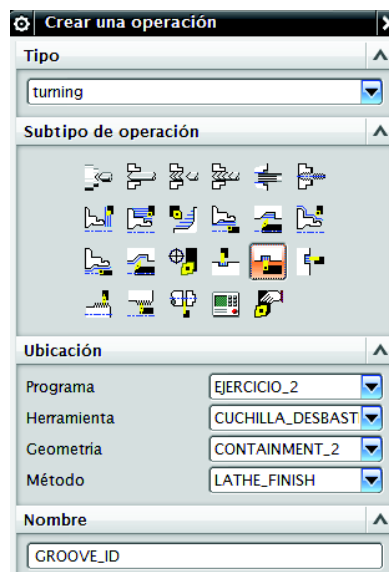 Crear una operación
Tipo
turning
Subtipo de operación
Ubicación
Programa EJERCICIO_2
Herramienta CUCHILLA_DESBAST
Geometria CONTAINMENT_2
Método LATHE_FINISH
Nombre
GROOVE_ID